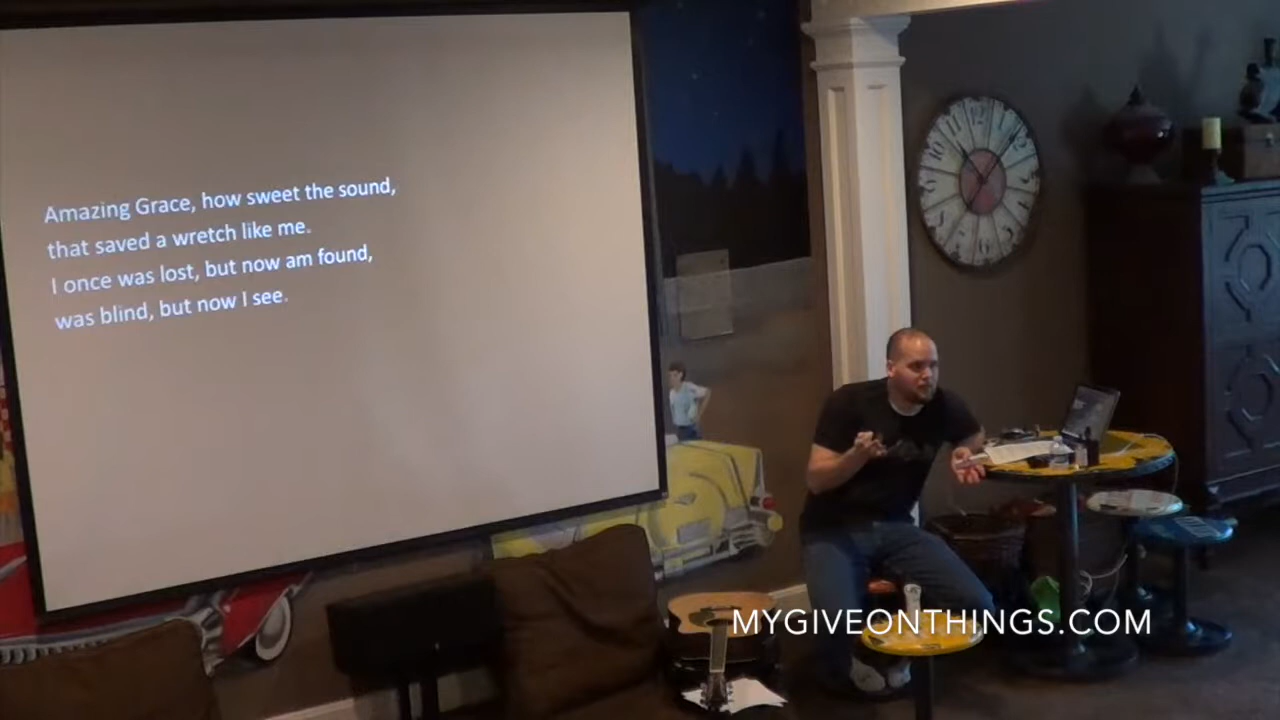 Amazing Grace, how sweet the sound,
that saved a wretch like me.
I once was lost, but now am found,
was blind, but now I see.
MYGIVEONTHINGS.COM